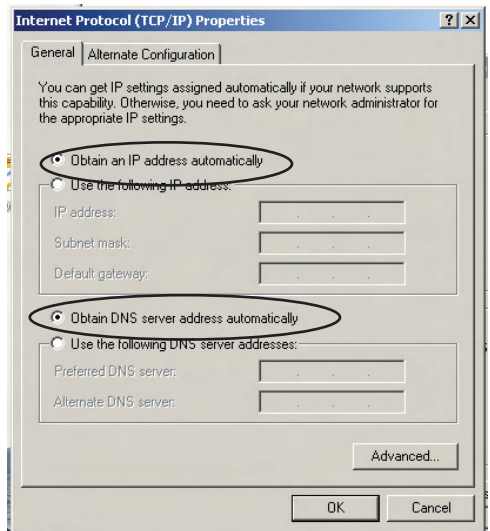 Internet Protocol (TCP/IP) Properties
General
Alternate Configuration
You can get IP settings assigned automatically if your network supports
this capability. Otherwise, you need to ask your network administrator for
the appropriate IP settings.
Obtain an IP address automatically
Use the following IP address:
IP address:
Subnet mask:
Default gateway:
Obtain DNS server address automatically
Use the following DNS server addresses:
Preferred DNS server:
Alternate DNS server:
Advanced...
OK
Cancel